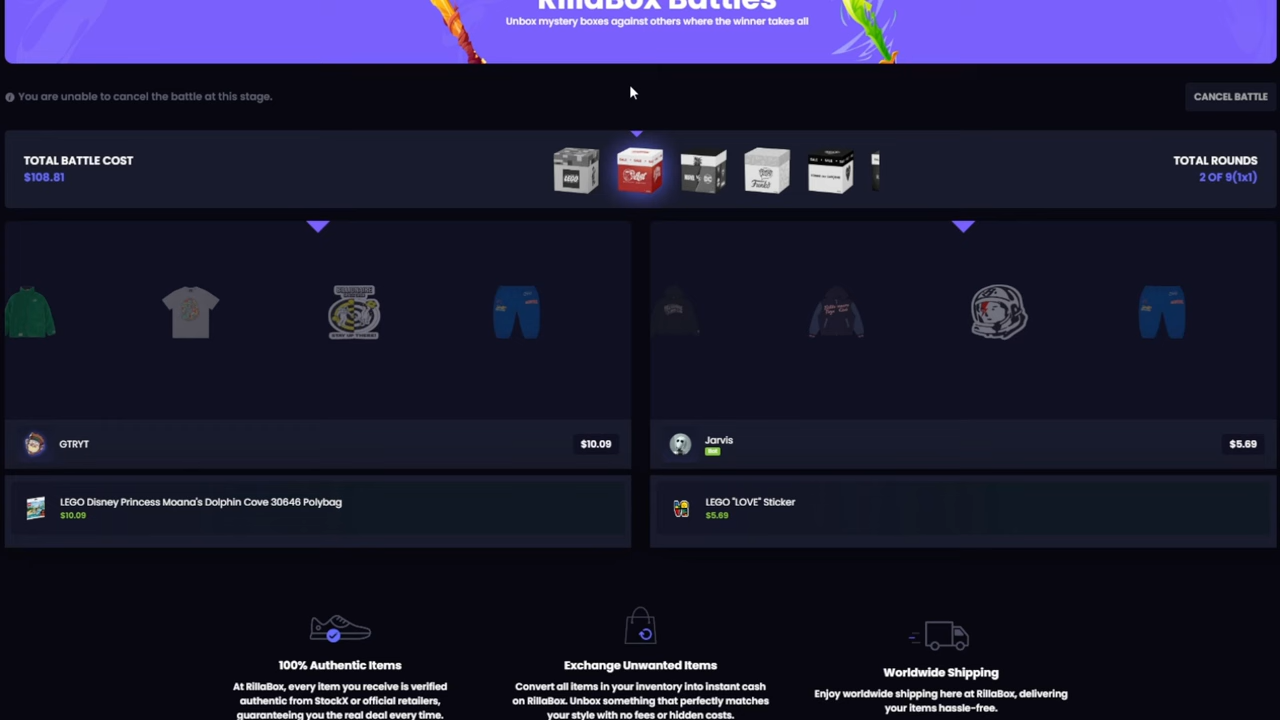 RillaBox Battles
Unbox mystery boxes against others where the winner takes all
You are unable to cancel the battle at this stage.
CANCEL BATTLE
TOTAL BATTLE COST
$108.81
LEGO
TOTAL ROUNDS
2 OF 9(1x1)
GTRYT
$10.09
Jarvis
Bot
$5.69
LEGO Disney Princess Moana's Dolphin Cove 30646 Polybag
$10.09
LEGO "LOVE" Sticker
$5.69
100% Authentic Items
At RillaBox, every item you receive is verified
authentic from StockX or official retailers,
guaranteeing you the real deal every time.
Exchange Unwanted Items
Convert all items in your inventory into instant cash
on RillaBox. Unbox something that perfectly matches
your style with no fees or hidden costs.
Worldwide Shipping
Enjoy worldwide shipping here at RillaBox, delivering
your items hassle-free.